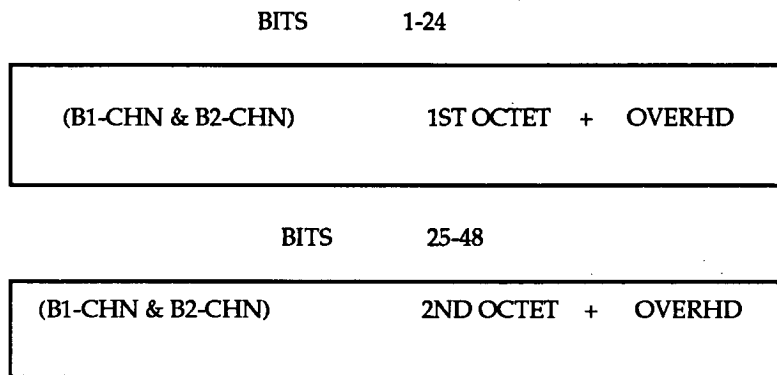 BITS 1-24
(B1-CHN & B2-CHN) 1ST OCTET + OVERHD
BITS 25-48
(B1-CHN & B2-CHN) 2ND OCTET + OVERHD